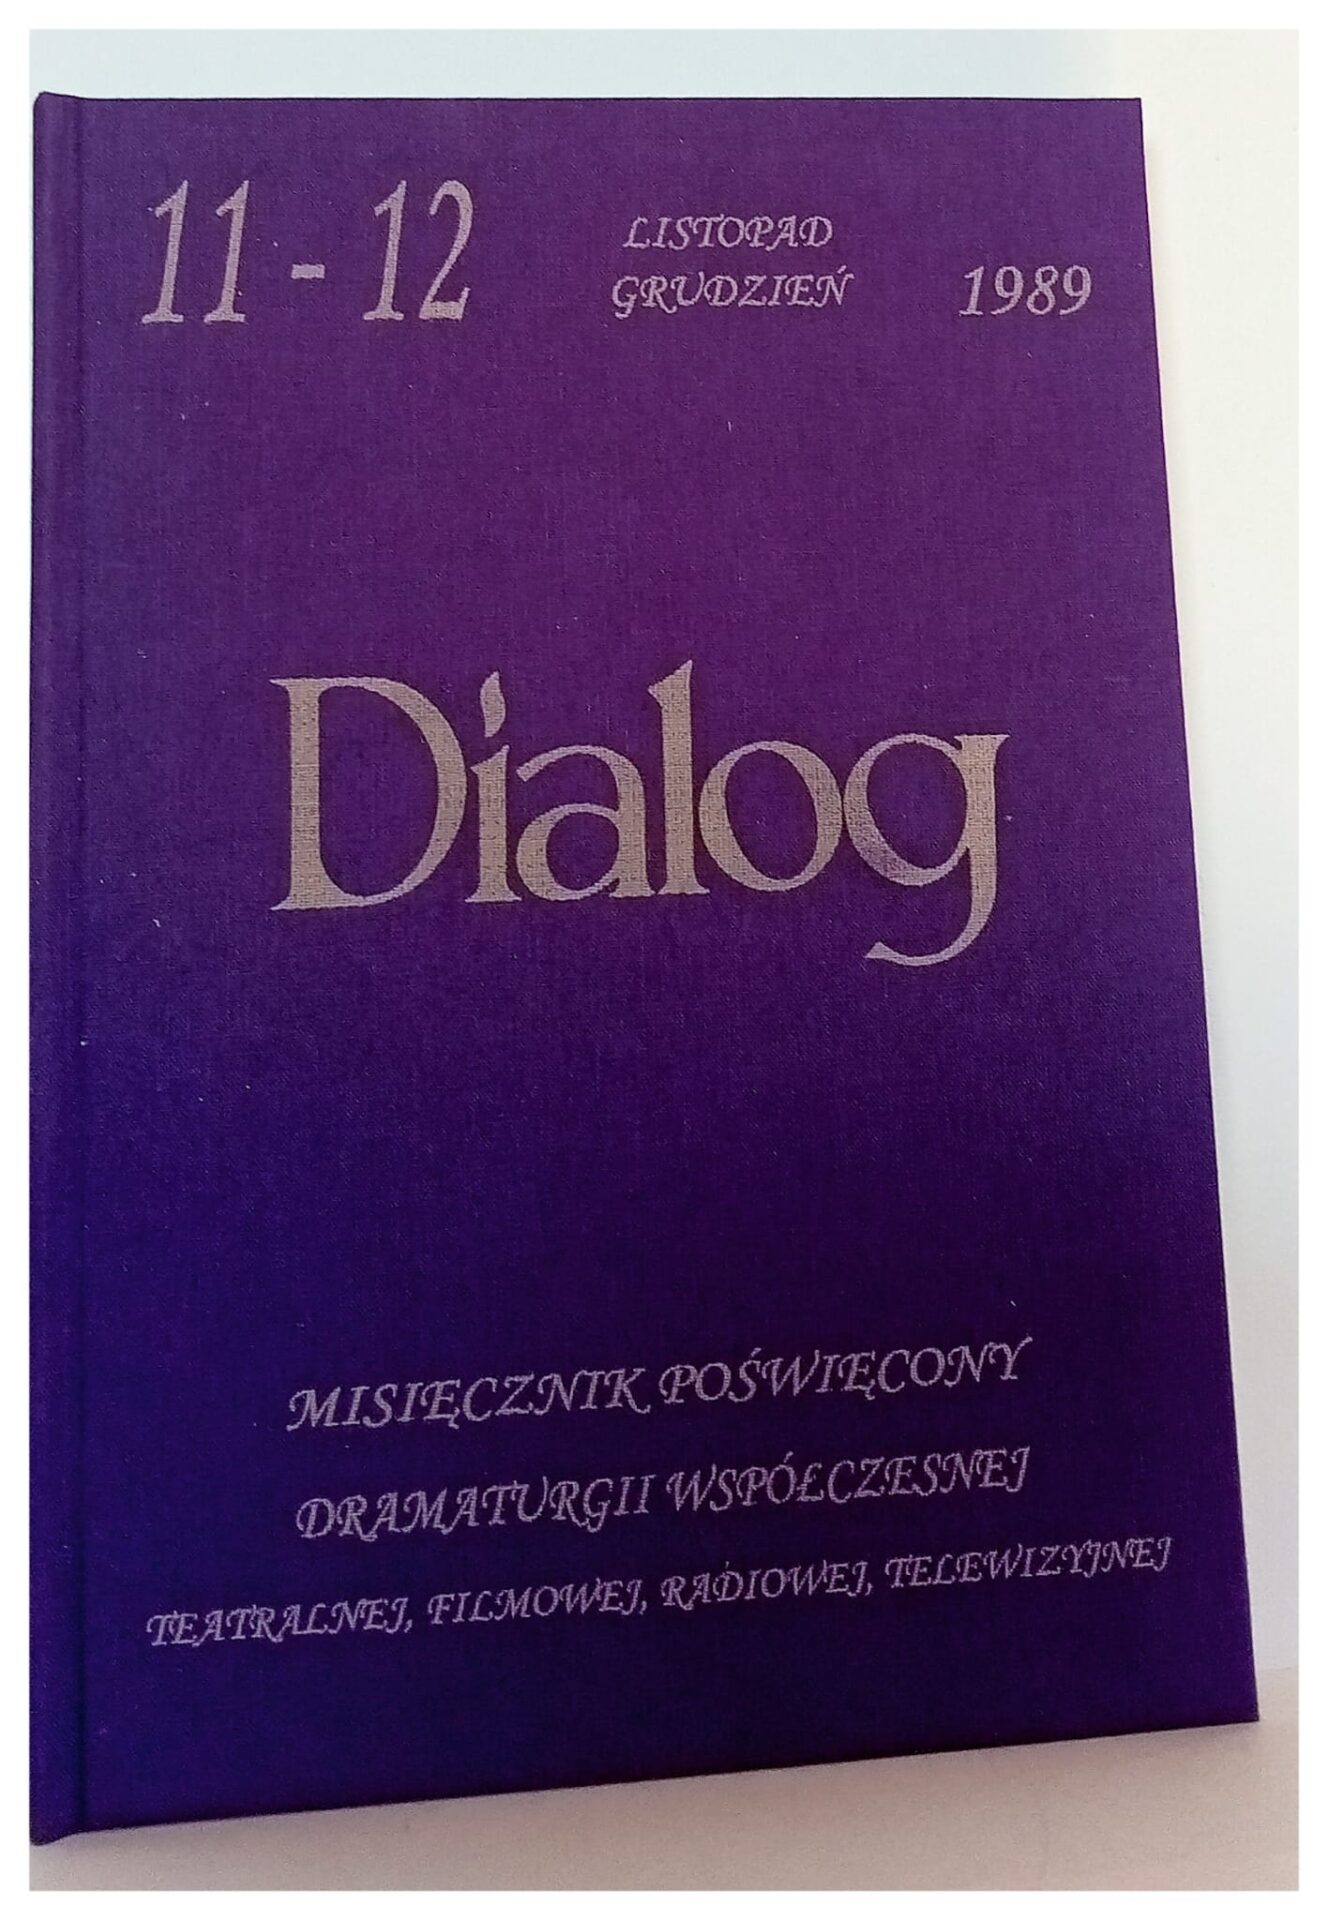 11 - 12
LISTOPAD
GRUDZIEŃ
1989
Dialog
MISIĘCZNIK POŚWIĘCONY
DRAMATURGII WSPÓŁCZESNEJ
TEATRALNEJ, FILMOWEJ, RADIOWEJ, TELEWIZYJNEJ